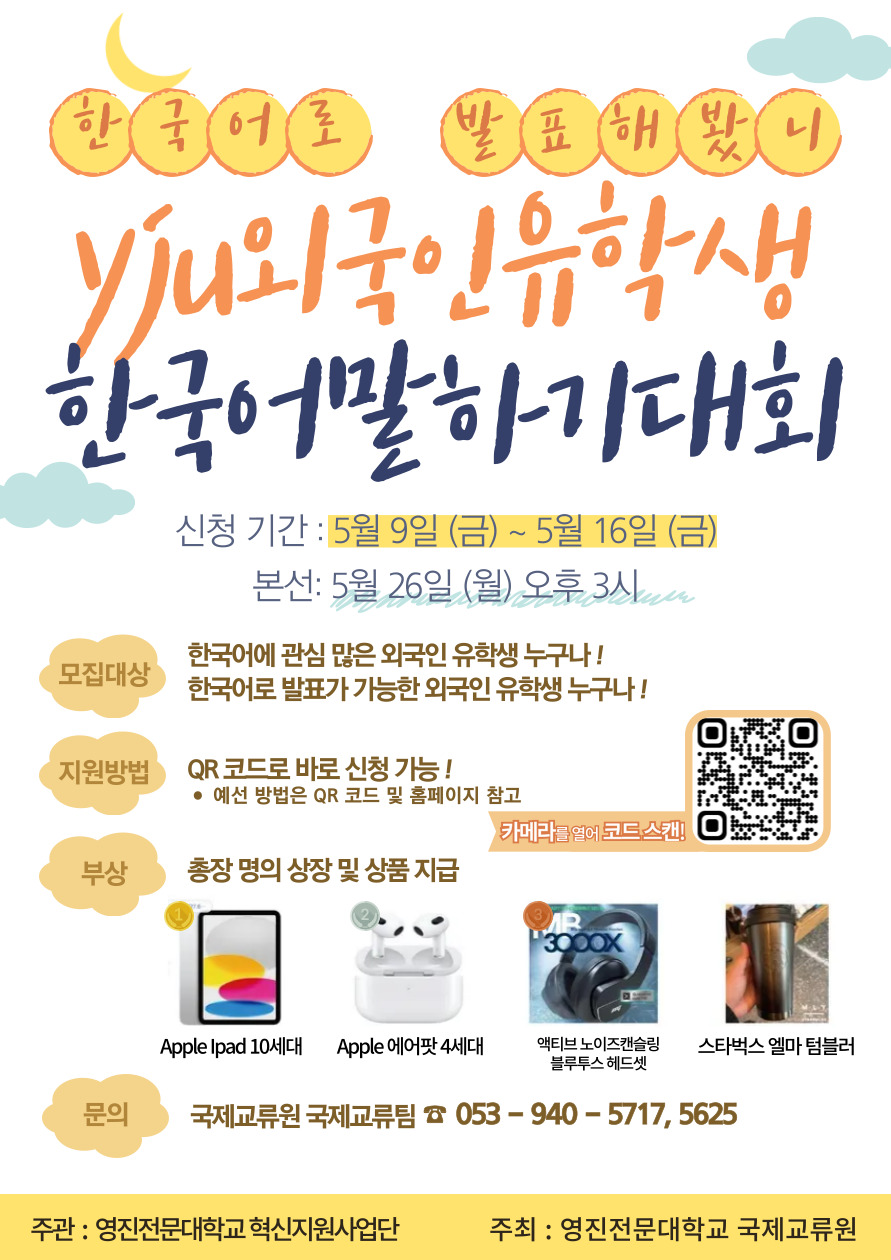 한국어로 발표해봤니
yju외국인유학생
한국어말하기대회
신청 기간 : 5월 9일 (금) ~ 5월 16일 (금)
본선: 5월 26일 (월) 오후 3시
모집대상
한국어에 관심 많은 외국인 유학생 누구나 !
한국어로 발표가 가능한 외국인 유학생 누구나 !
지원방법
QR 코드로 바로 신청 가능 !
• 예선 방법은 QR 코드 및 홈페이지 참고
카메라를 열어 코드 스캔!
부상
총장 명의 상장 및 상품 지급
1
2
3
3000X
Apple Ipad 10세대
Apple 에어팟 4세대
액티브 노이즈캔슬링
블루투스 헤드셋
스타벅스 엘마 텀블러
문의
국제교류원 국제교류팀 ☎ 053 - 940 - 5717, 5625
주관 : 영진전문대학교 혁신지원사업단
주최 : 영진전문대학교 국제교류원